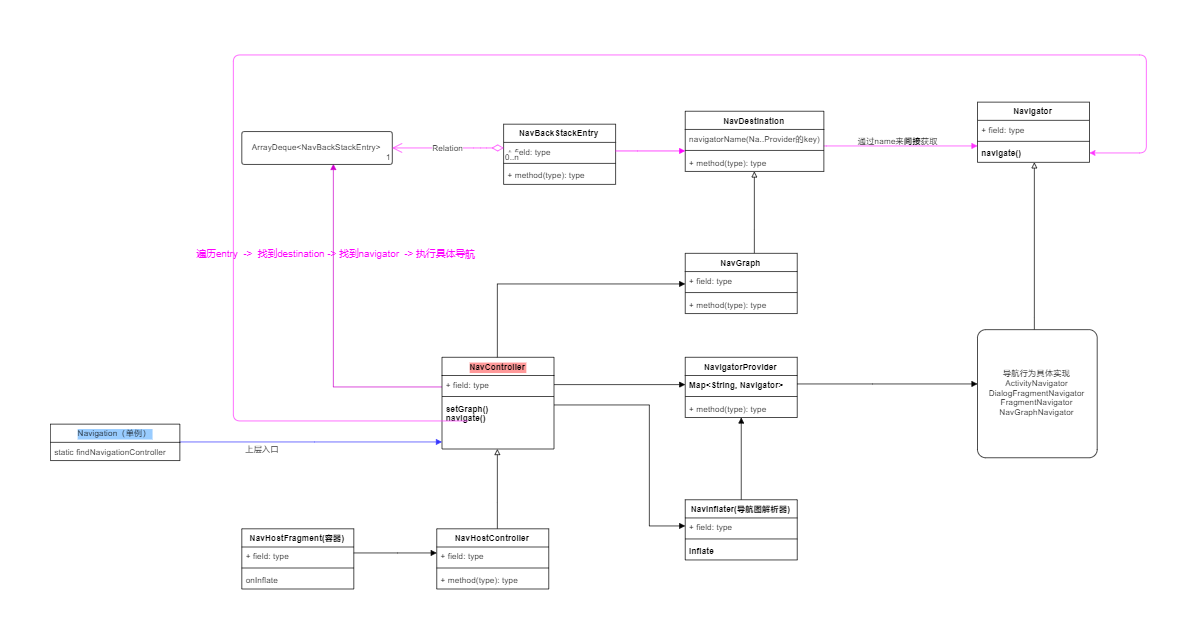 Navigator
+ field: type
navigate()
NavDestination
navigatorName(Na..Provider的key)
+ method(type): type
通过name来间接获取
NavBackStackEntry
+ field: type
0..n
+ method(type): type
Relation
ArrayDeque<NavBackStackEntry>
1
遍历entry -> 找到destination -> 找到navigator -> 执行具体导航
NavGraph
+ field: type
+ method(type): type
NavController
+ field: type
setGraph()
navigate()
NavigatorProvider
Map<String, Navigator>
+ method(type): type
导航行为具体实现
ActivityNavigator
DialogFragmentNavigator
FragmentNavigator
NavGraphNavigator
Navigation（单例）
static findNavigationController
上层入口
NavInflater(导航图解析器)
+ field: type
inflate
NavHostFragment(容器)
+ field: type
onInflate
NavHostController
+ field: type
+ method(type): type